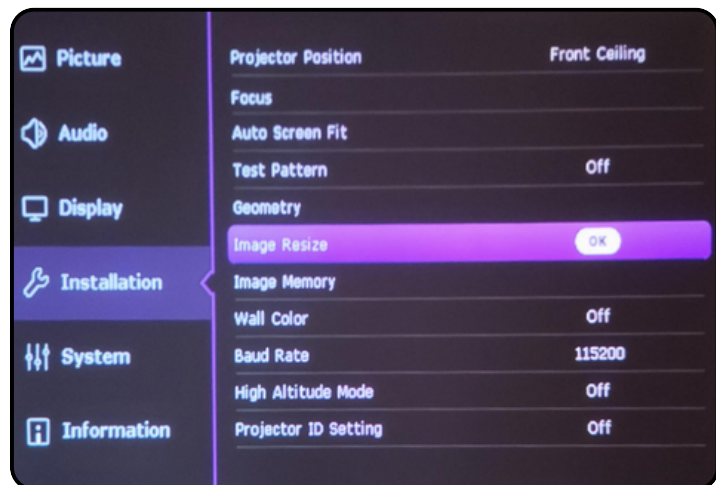 Picture
Audio
Display
Installation
System
Information
Projector Position Front Ceiling
Focus
Auto Screen Fit
Test Pattern Off
Geometry
Image Resize OK
Image Memory
Wall Color Off
Baud Rate 115200
High Altitude Mode Off
Projector ID Setting Off